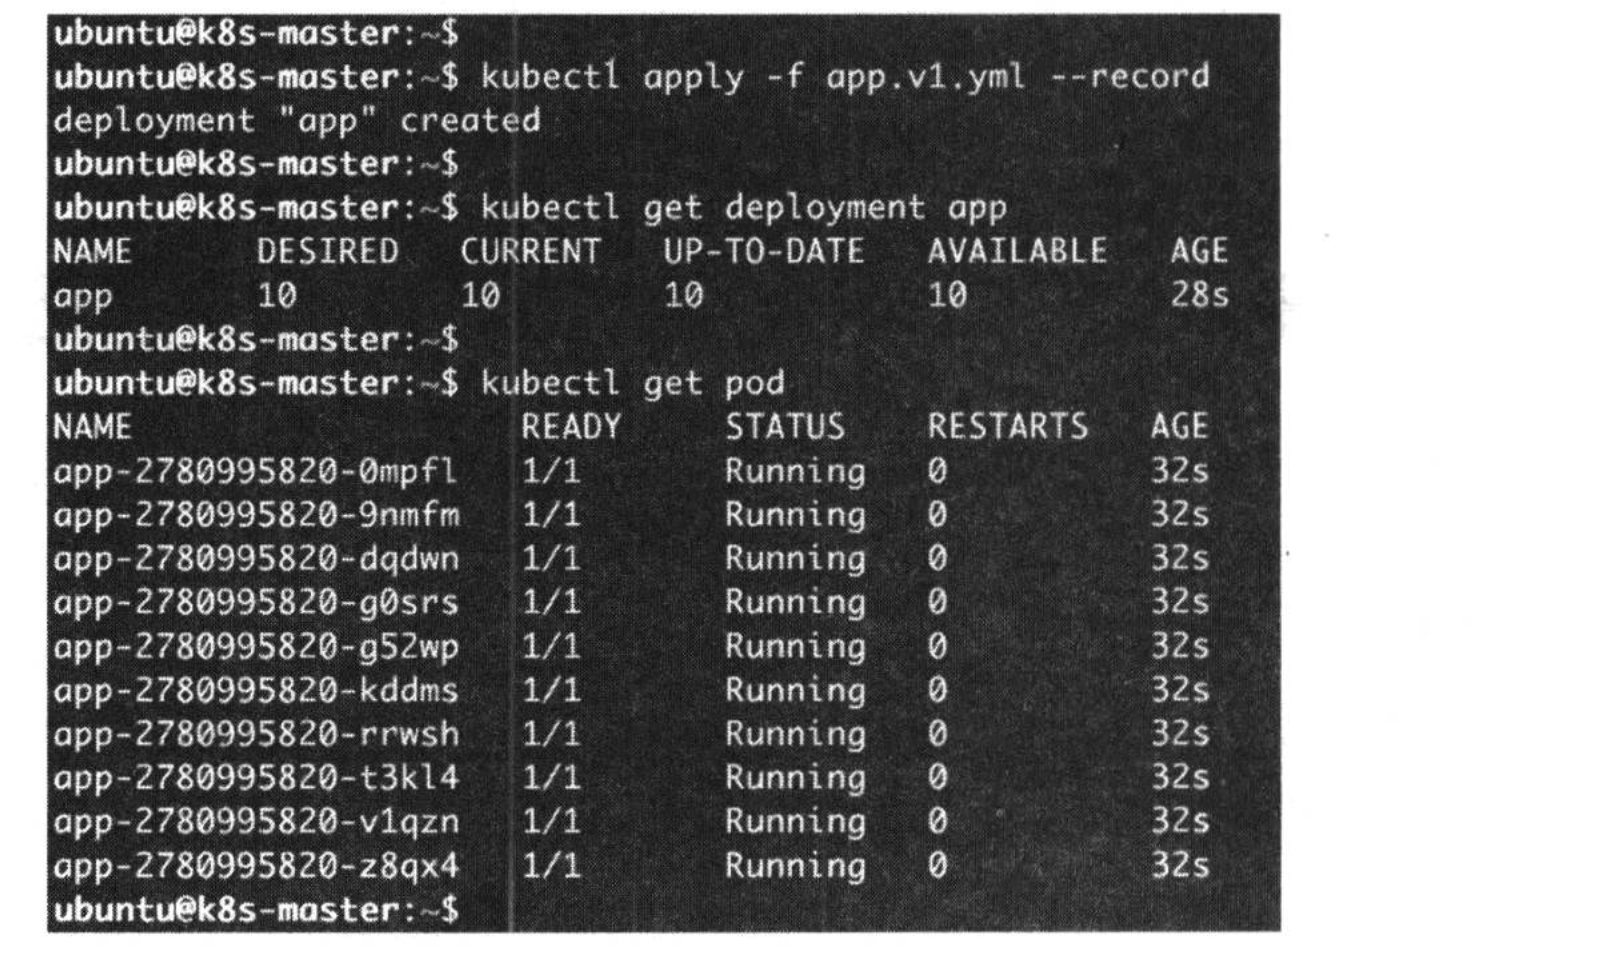 ubuntu@k8s-master:~$
ubuntu@k8s-master:~$ kubectl apply -f app.v1.yml --record
deployment "app" created
ubuntu@k8s-master:~$
ubuntu@k8s-master:~$ kubectl get deployment app
NAME DESIRED CURRENT UP-TO-DATE AVAILABLE AGE
app 10 10 10 10 28s
ubuntu@k8s-master:~$
ubuntu@k8s-master:~$ kubectl get pod
NAME READY STATUS RESTARTS AGE
app-2780995820-0mpfl 1/1 Running 0 32s
app-2780995820-9nmfm 1/1 Running 0 32s
app-2780995820-dqdwn 1/1 Running 0 32s
app-2780995820-g0srs 1/1 Running 0 32s
app-2780995820-g52wp 1/1 Running 0 32s
app-2780995820-kddms 1/1 Running 0 32s
app-2780995820-rrwsh 1/1 Running 0 32s
app-2780995820-t3kl4 1/1 Running 0 32s
app-2780995820-v1qzn 1/1 Running 0 32s
app-2780995820-z8qx4 1/1 Running 0 32s
ubuntu@k8s-master:~$